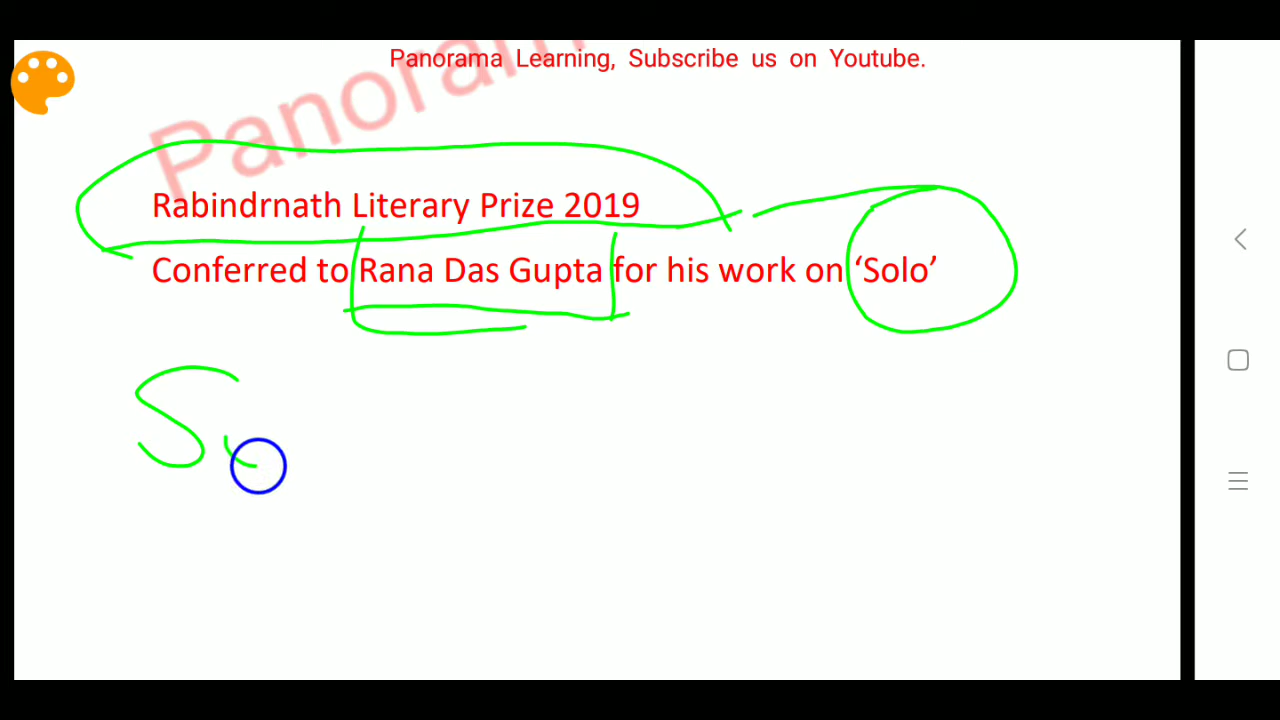 Panorama Learning, Subscribe us on Youtube.
Panoram
Rabindrnath Literary Prize 2019
Conferred to Rana Das Gupta for his work on ‘Solo’
S